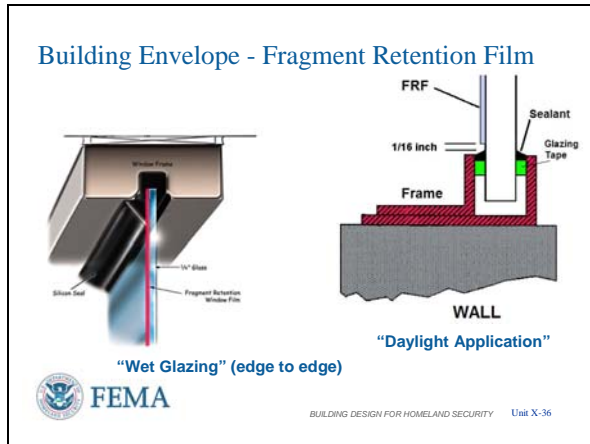 Building Envelope - Fragment Retention Film
Window Frame
Silicon Seal
¼" Glass
Fragment Retention
Window Film
"Wet Glazing" (edge to edge)
FRF
Sealant
1/16 inch
Glazing
Tape
Frame
WALL
"Daylight Application"
FEMA
BUILDING DESIGN FOR HOMELAND SECURITY Unit X-36